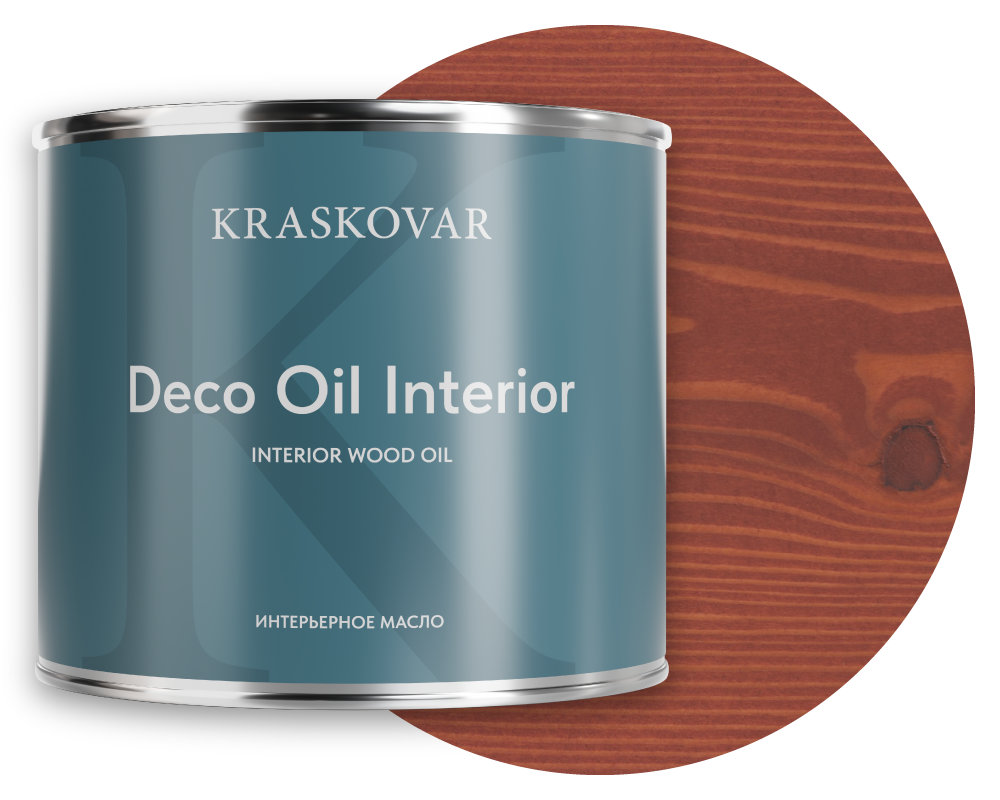 KRASKOVAR
Deco Oil Interior
INTERIOR WOOD OIL
ИНТЕРЬЕРНОЕ МАСЛО